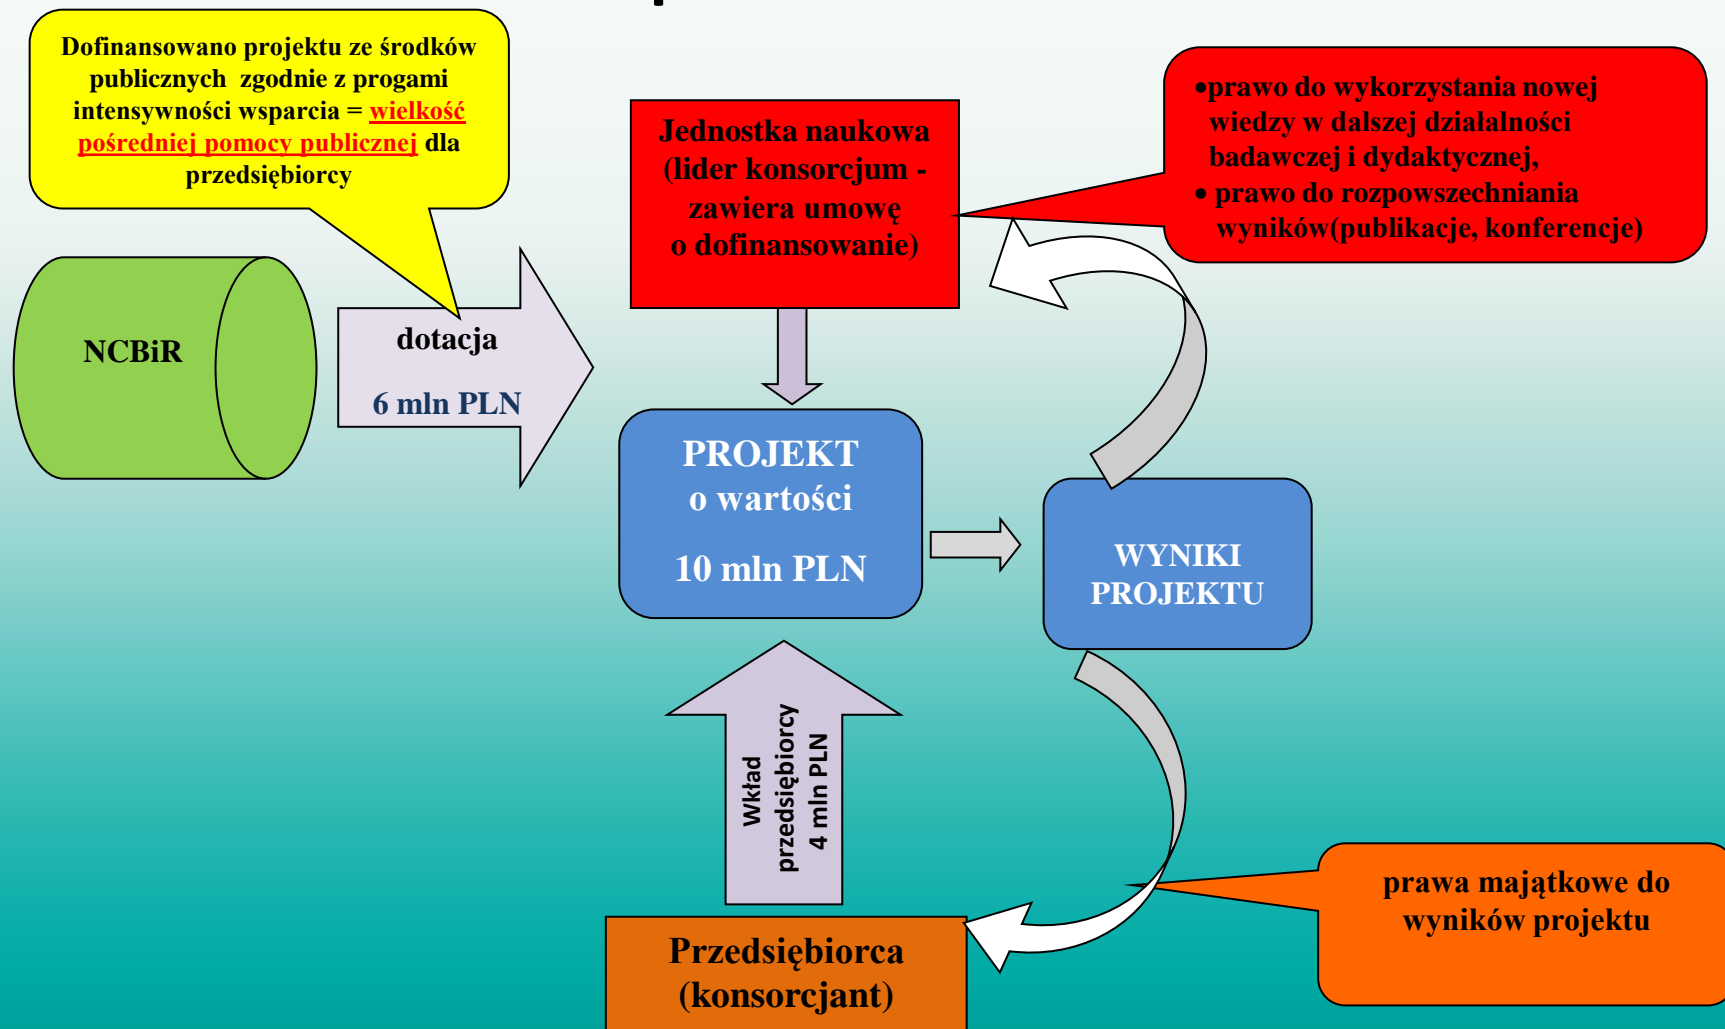 Dofinansowano projektu ze środków
publicznych zgodnie z progami
intensywności wsparcia = wielkość
pośredniej pomocy publicznej dla
przedsiębiorcy
NCBiR
dotacja
6 mln PLN
Jednostka naukowa
(lider konsorcjum -
zawiera umowę
o dofinansowanie)
•prawo do wykorzystania nowej
wiedzy w dalszej działalności
badawczej i dydaktycznej,
• prawo do rozpowszechniania
wyników(publikacje, konferencje)
PROJEKT
o wartości
10 mln PLN
WYNIKI
PROJEKTU
Wkład
przedsiębiorcy
4 mln PLN
prawa majątkowe do
wyników projektu
Przedsiębiorca
(konsorcjant)